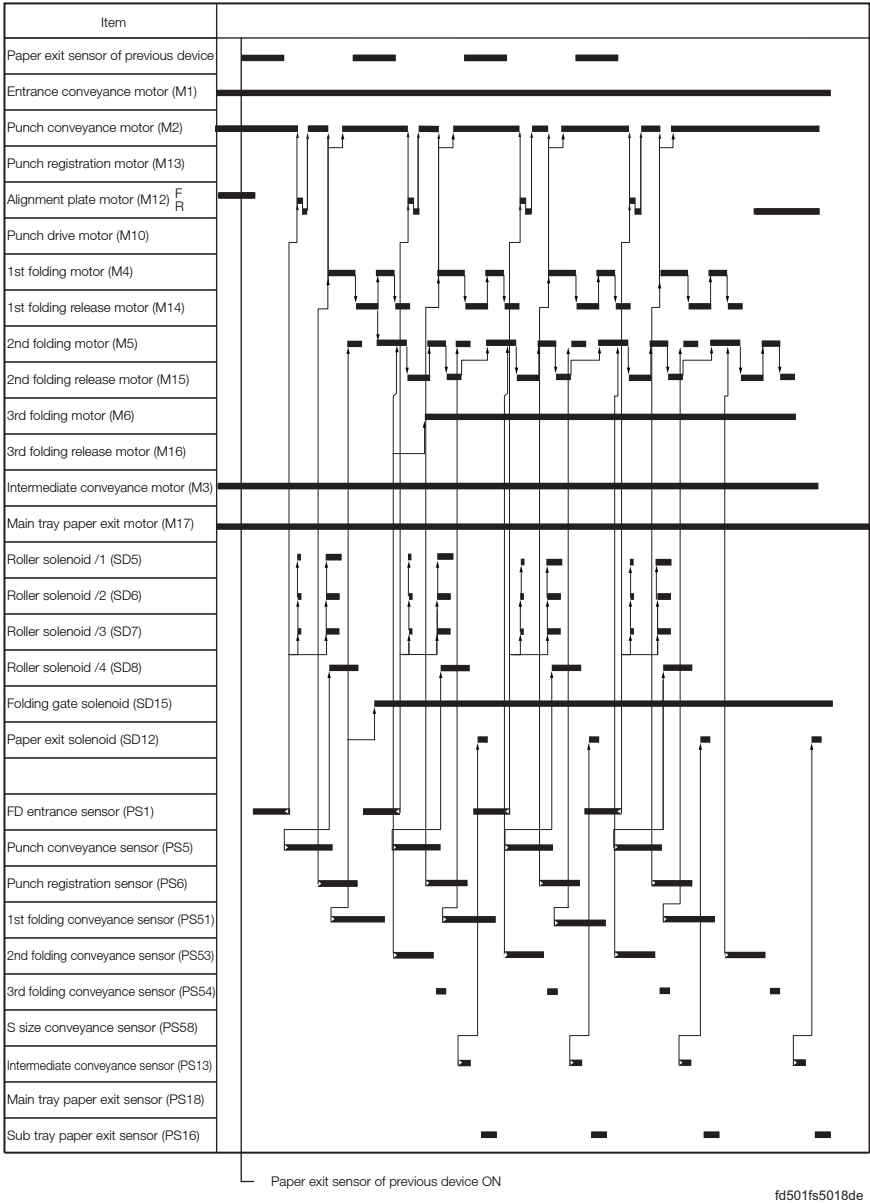 Item
Paper exit sensor of previous device
Entrance conveyance motor (M1)
Punch conveyance motor (M2)
Punch registration motor (M13)
Alignment plate motor (M12) F
R
Punch drive motor (M10)
1st folding motor (M4)
1st folding release motor (M14)
2nd folding motor (M5)
2nd folding release motor (M15)
3rd folding motor (M6)
3rd folding release motor (M16)
Intermediate conveyance motor (M3)
Main tray paper exit motor (M17)
Roller solenoid /1 (SD5)
Roller solenoid /2 (SD6)
Roller solenoid /3 (SD7)
Roller solenoid /4 (SD8)
Folding gate solenoid (SD15)
Paper exit solenoid (SD12)
FD entrance sensor (PS1)
Punch conveyance sensor (PS5)
Punch registration sensor (PS6)
1st folding conveyance sensor (PS51)
2nd folding conveyance sensor (PS53)
3rd folding conveyance sensor (PS54)
S size conveyance sensor (PS58)
Intermediate conveyance sensor (PS13)
Main tray paper exit sensor (PS18)
Sub tray paper exit sensor (PS16)
Paper exit sensor of previous device ON
fd501fs5018de